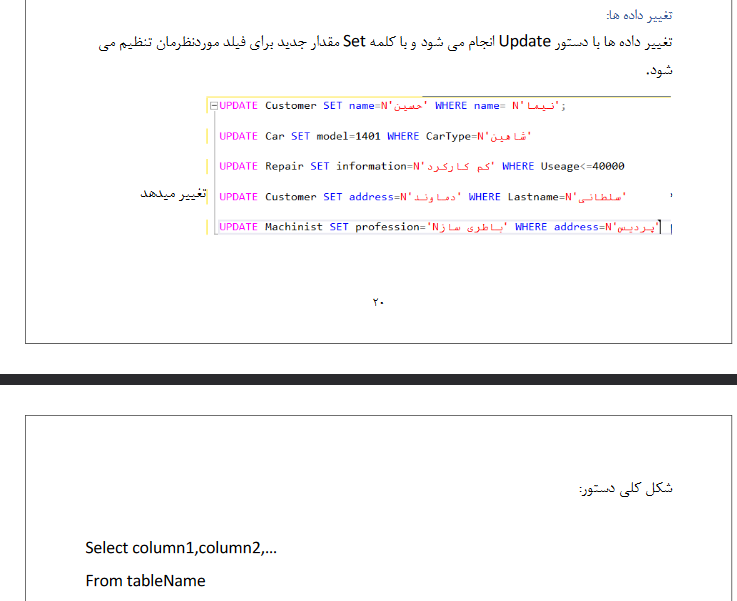 تغییر داده ها:
تغییر داده ها با دستور Update انجام می شود و با کلمه Set مقدار جدید برای فیلد موردنظرمان تنظیم می
شود.
UPDATE Customer SET name=N'حسین' WHERE name= N'نیما';
UPDATE Car SET model=1401 WHERE CarType=N'شاهین'
UPDATE Repair SET information=N'کم کارکرد' WHERE Useage<=40000
تغییر میدهد UPDATE Customer SET address=N'دماوند' WHERE Lastname=N'سلطانی'
UPDATE Machinist SET profession='Nباطری ساز' WHERE address=N'پردیس'
۲۰
شکل کلی دستور:
Select column1,column2,...
From tableName